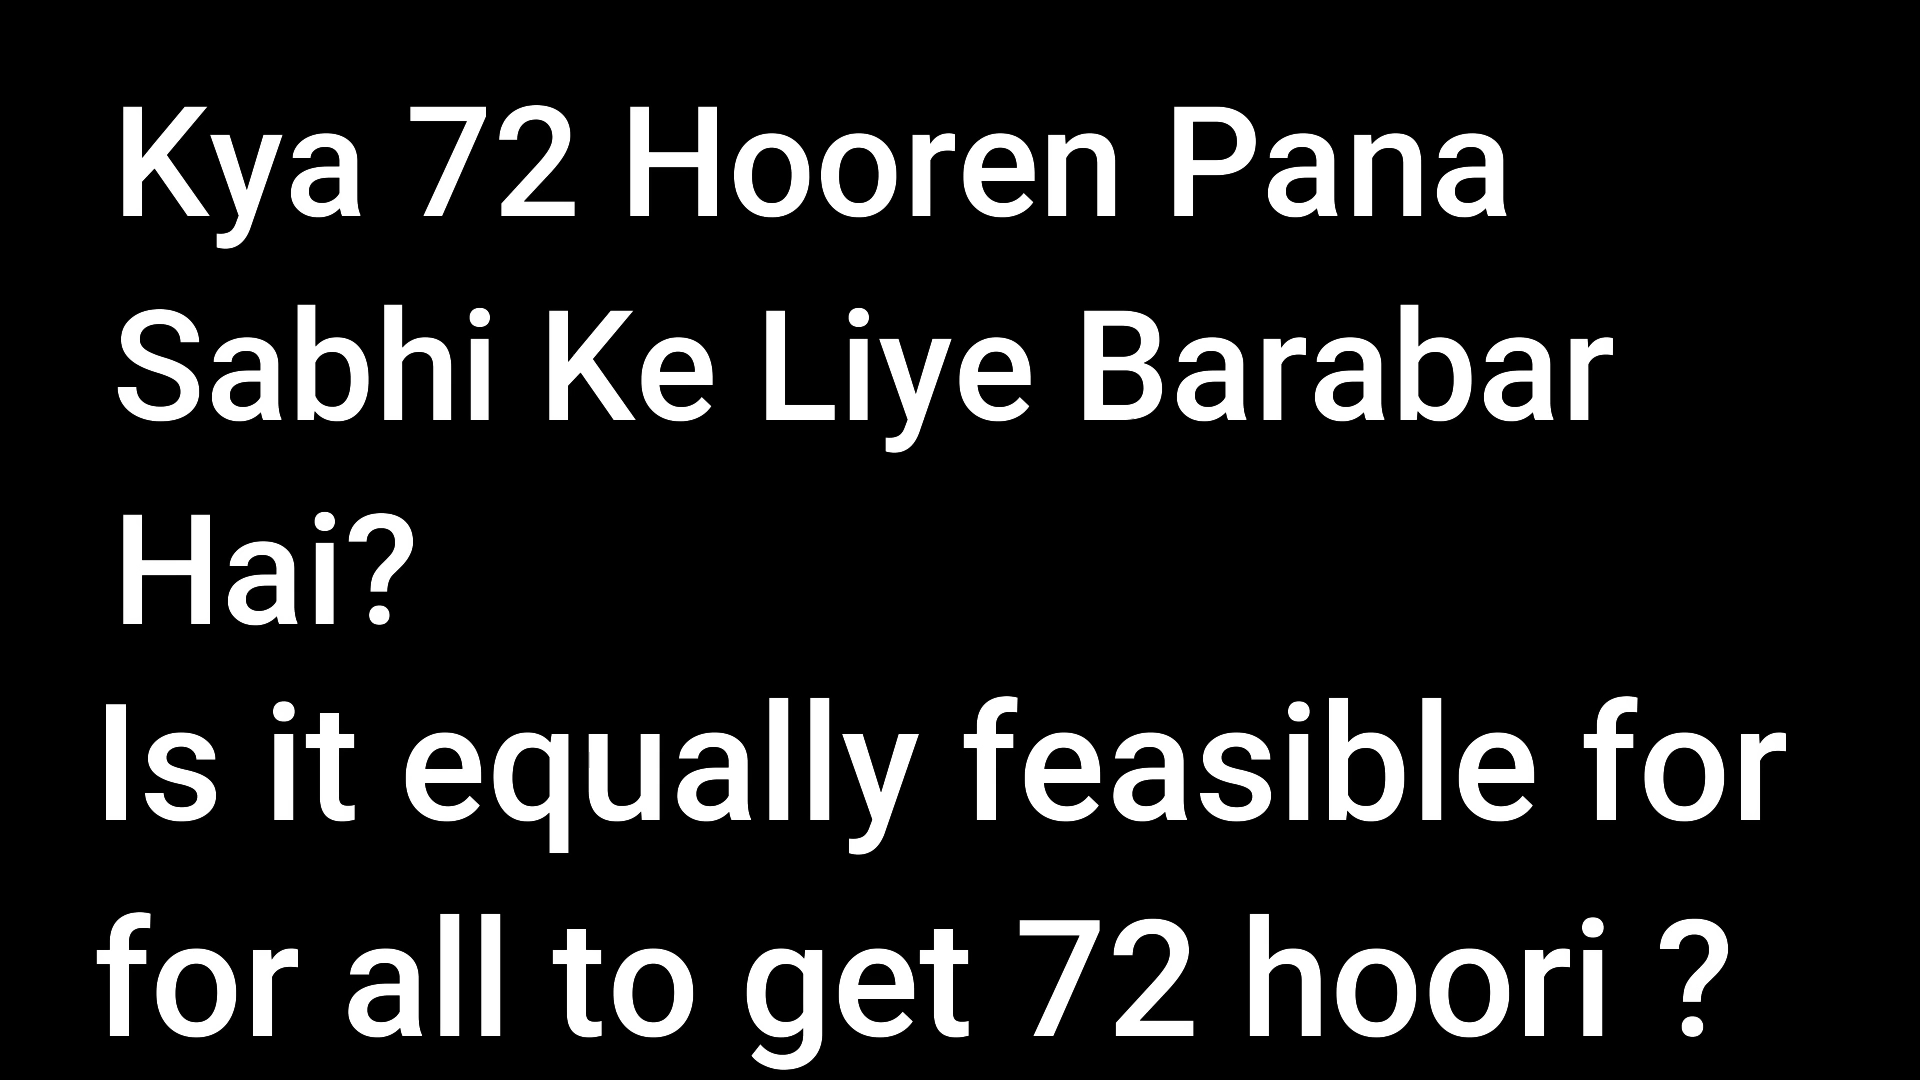 Kya 72 Hooren Pana
Sabhi Ke Liye Barabar
Hai?
Is it equally feasible for
for all to get 72 hoori ?